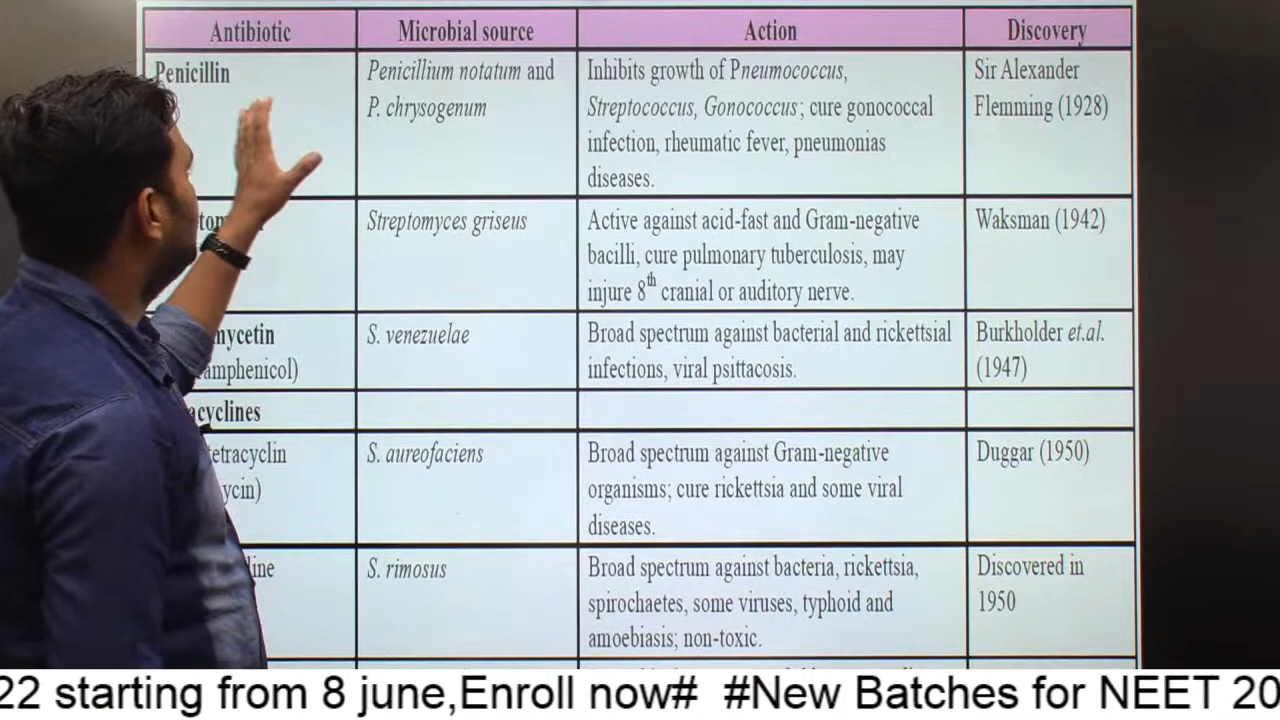 Antibiotic Microbial source Action Discovery
Penicillin
Penicillium notatum and
P. chrysogenum
Inhibits growth of Pneumococcus,
Streptococcus, Gonococcus; cure gonococcal
infection, rheumatic fever, pneumonias
diseases.
Sir Alexander
Flemming (1928)
Streptomyces griseus
Active against acid-fast and Gram-negative
bacilli, cure pulmonary tuberculosis, may
injure 8th cranial or auditory nerve.
Waksman (1942)
mycetin
amphenicol)
S. venezuelae
Broad spectrum against bacterial and rickettsial
infections, viral psittacosis.
Burkholder et.al.
(1947)
acyclines
tetracyclin
ycin)
S. aureofaciens
Broad spectrum against Gram-negative
organisms; cure rickettsia and some viral
diseases.
Duggar (1950)
line
S. rimosus
Broad spectrum against bacteria, rickettsia,
spirochaetes, some viruses, typhoid and
amoebiasis; non-toxic.
Discovered in
1950
22 starting from 8 june,Enroll now# #New Batches for NEET 20